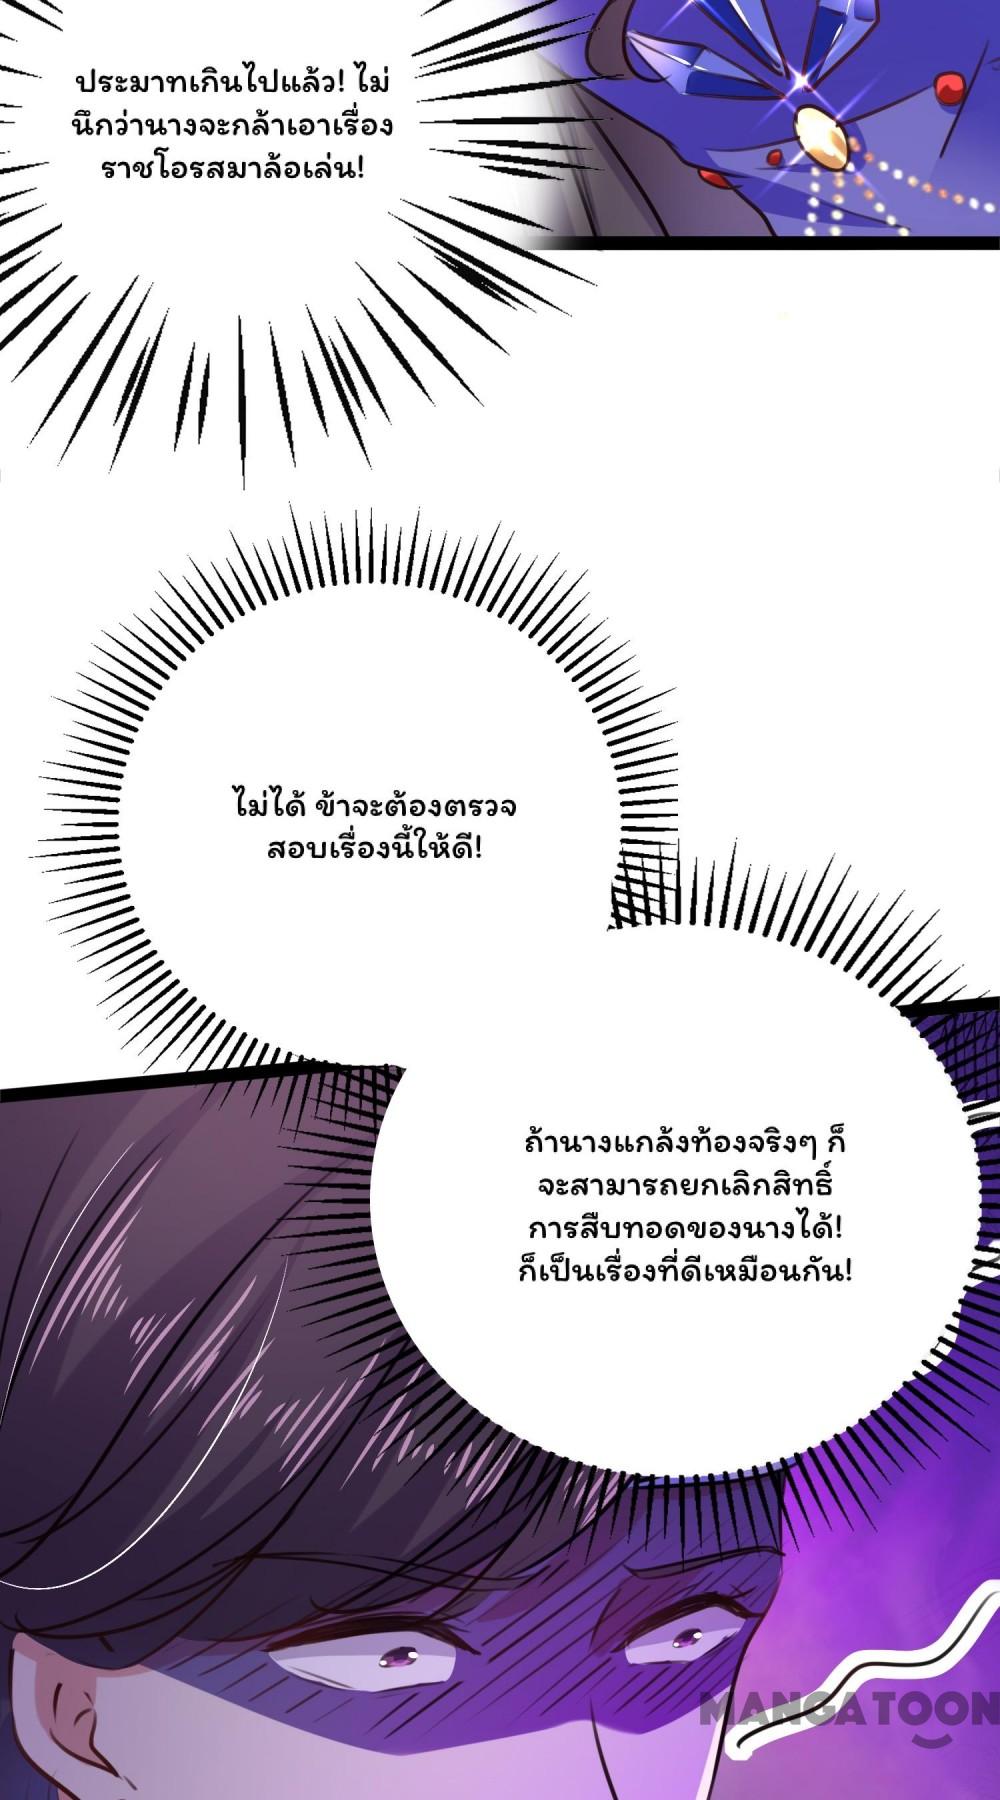 ประมาทเกินไปแล้ว! ไม่
นึกว่านางจะกล้าเอาเรื่อง
ราชโอรสมาล้อเล่น!
ไม่ได้ ข้าจะต้องตรวจ
สอบเรื่องนี้ให้ดี!
ถ้านางแกล้งท้องจริงๆ ก็
จะสามารถยกเลิกสิทธิ์
การสืบทอดของนางได้!
ก็เป็นเรื่องที่ดีเหมือนกัน!
MANGATOON